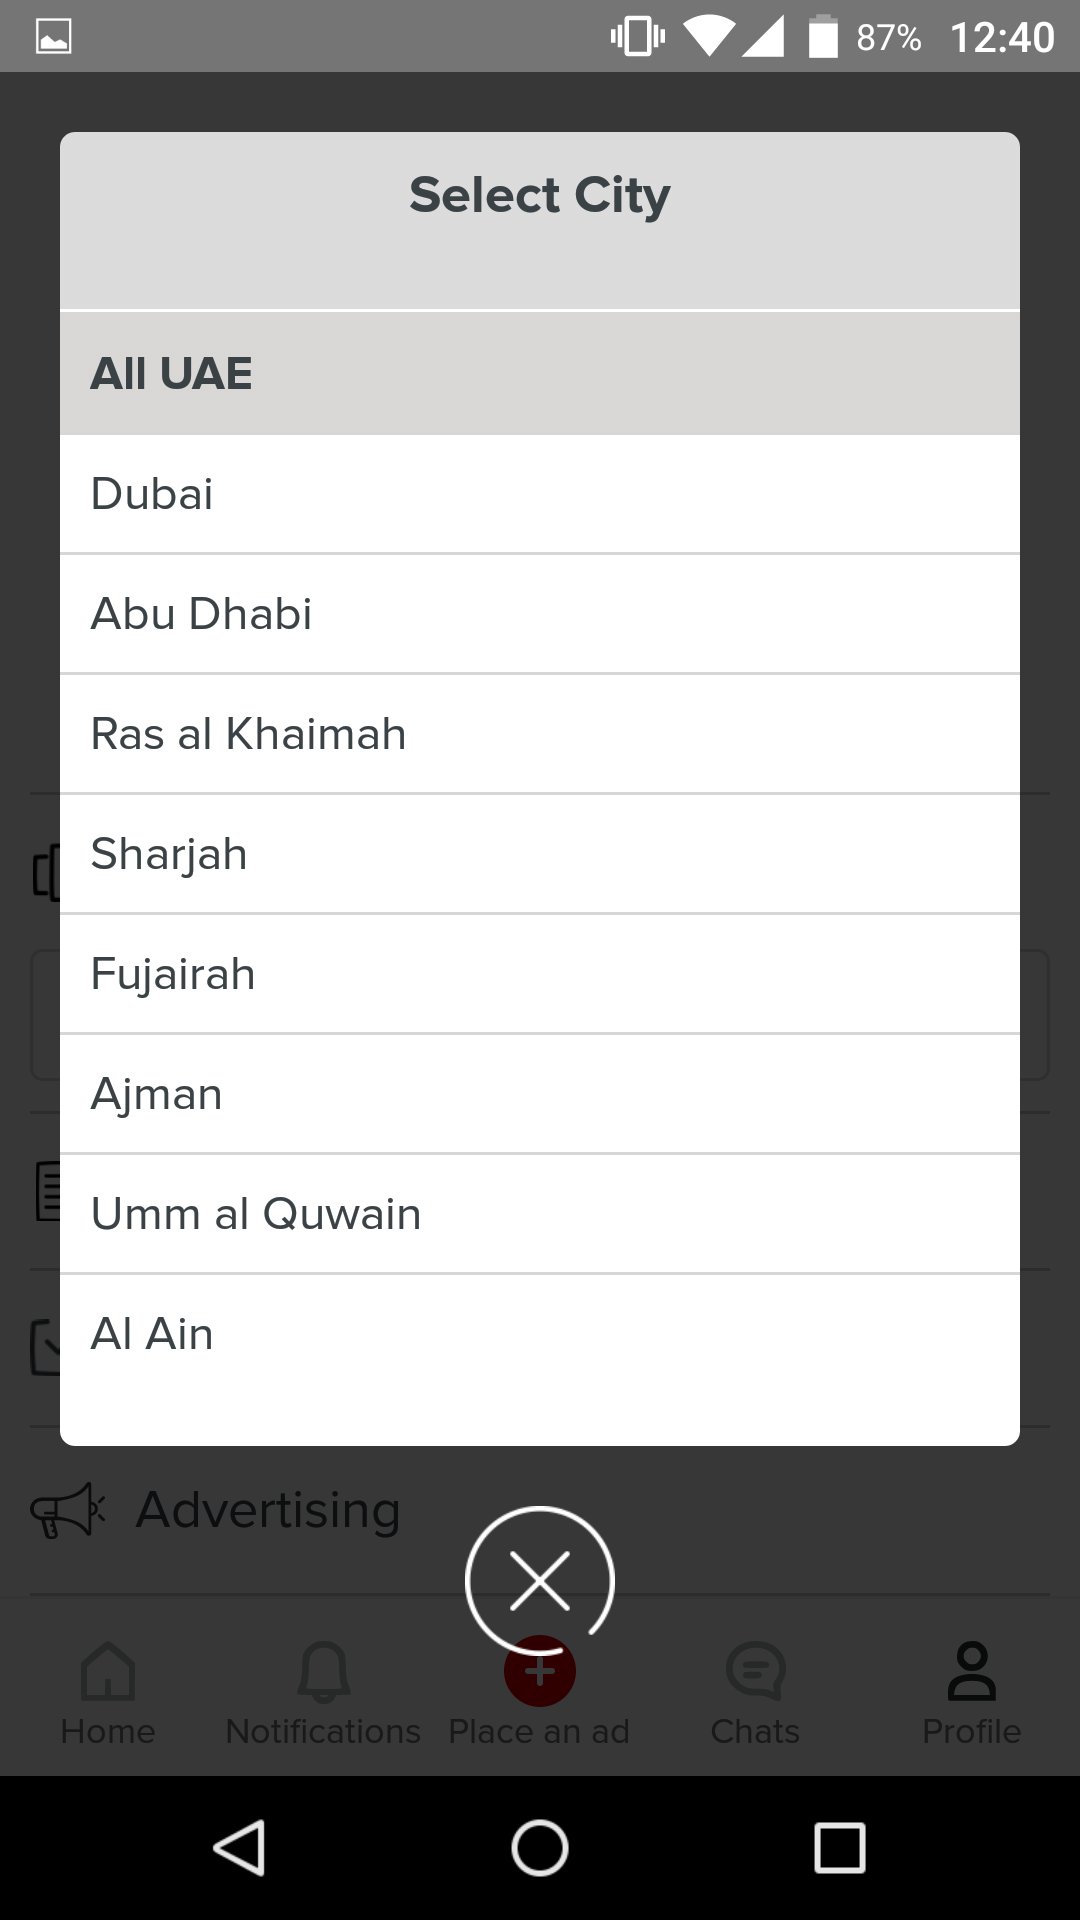 87% 12:40
Select City
All UAE
Dubai
Abu Dhabi
Ras al Khaimah
Sharjah
Fujairah
Ajman
Umm al Quwain
Al Ain
Advertising
Home Notifications Place an ad Chats Profile